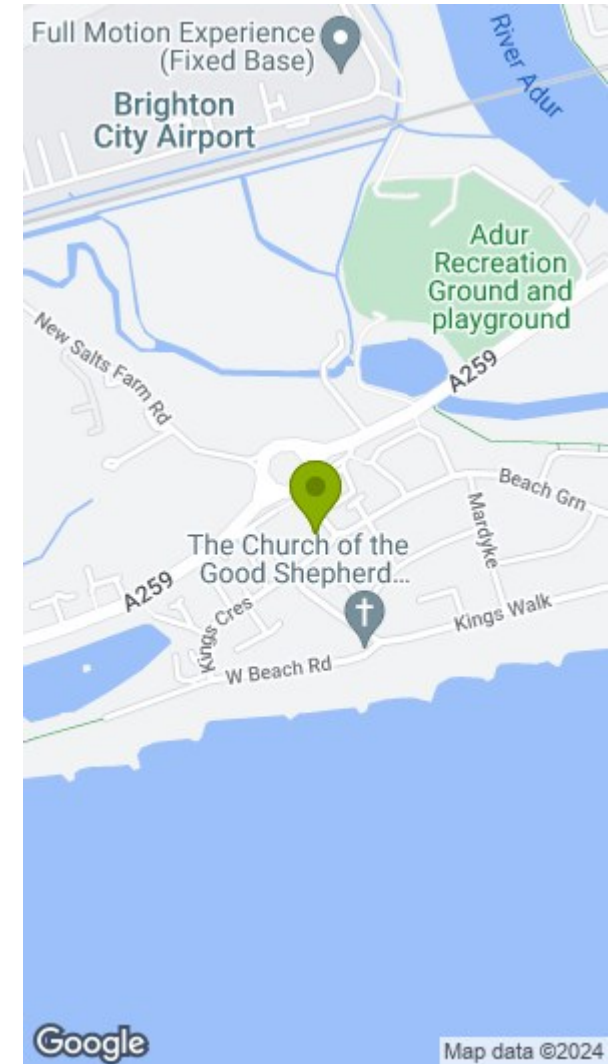 Full Motion Experience
(Fixed Base)
River Adur
Brighton
City Airport
Adur
Recreation
Ground and
playground
New Salts Farm Rd
A259
Beach Grn
Mardyke
The Church of the
Good Shepherd...
A259
Kings Cres
Kings Walk
W Beach Rd
Google
Map data ©2024